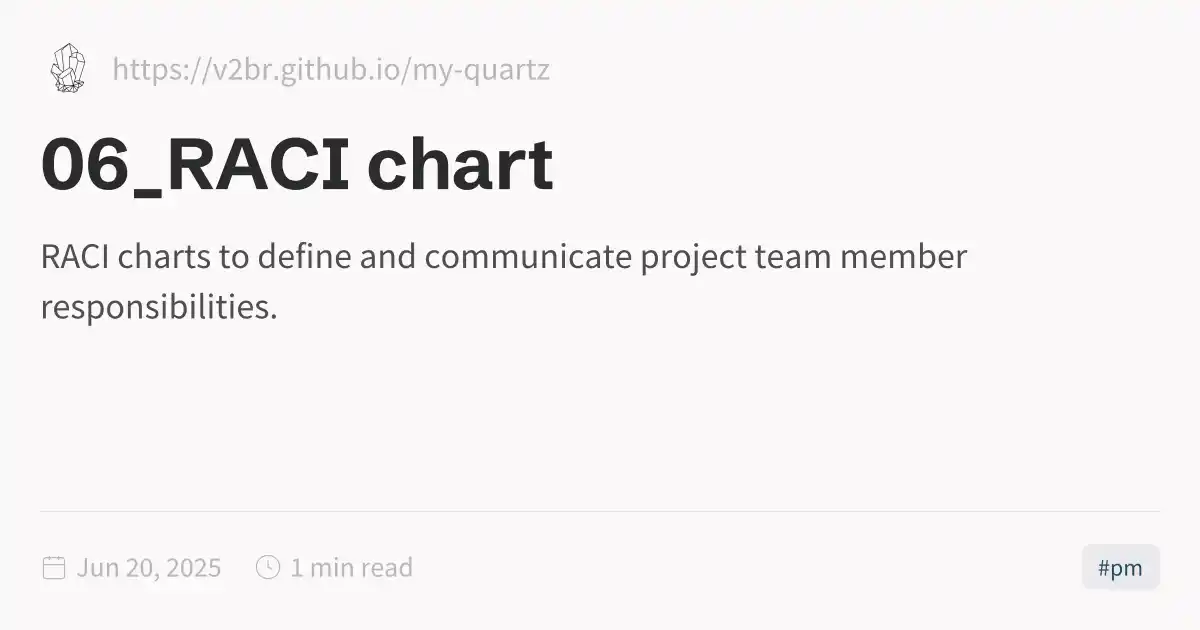 https://v2br.github.io/my-quartz
06_RACI chart
RACI charts to define and communicate project team member
responsibilities.
Jun 20, 2025 1 min read
#pm